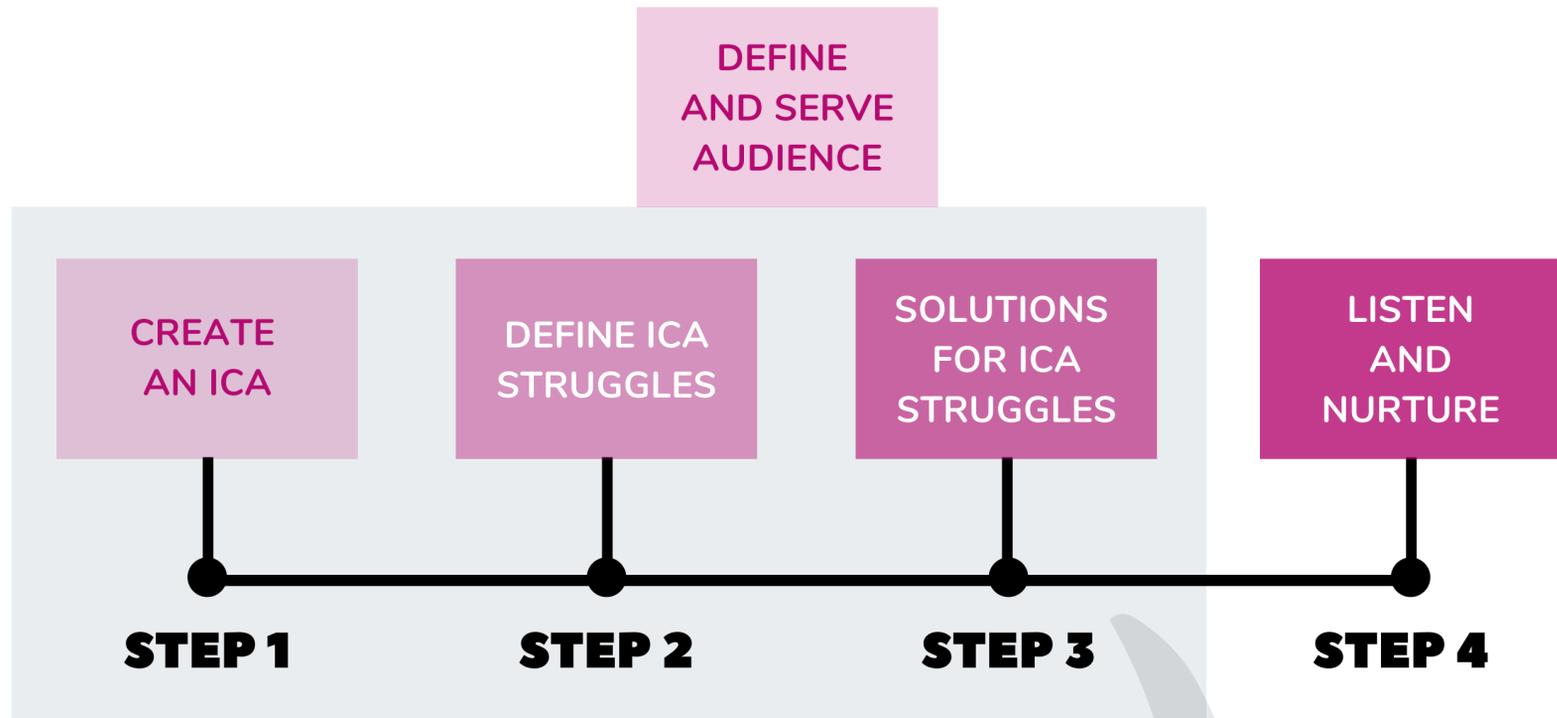 DEFINE
AND SERVE
AUDIENCE
CREATE
AN ICA
DEFINE ICA
STRUGGLES
SOLUTIONS
FOR ICA
STRUGGLES
LISTEN
AND
NURTURE
STEP 1
STEP 2
STEP 3
STEP 4